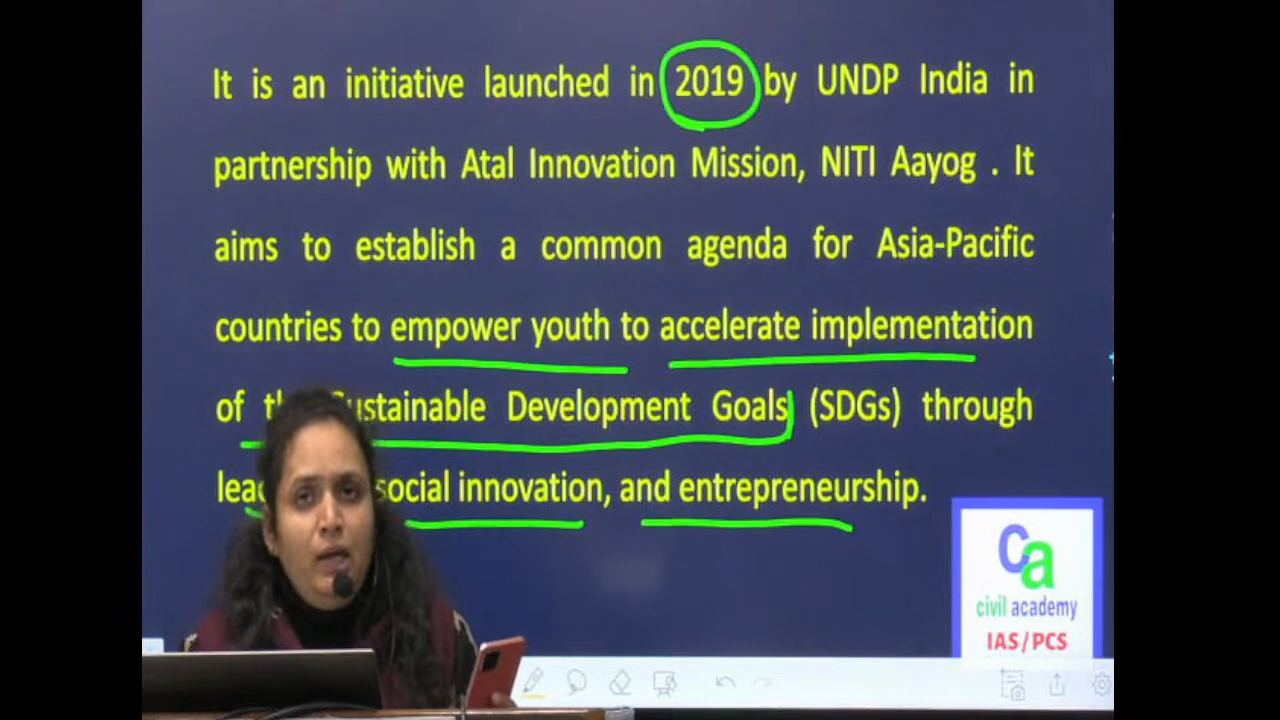 It is an initiative launched in 2019 by UNDP India in
partnership with Atal Innovation Mission, NITI Aayog . It
aims to establish a common agenda for Asia-Pacific
countries to empower youth to accelerate implementation
of Sustainable Development Goals (SDGs) through
social innovation, and entrepreneurship.
ca
civil academy
IAS/PCS